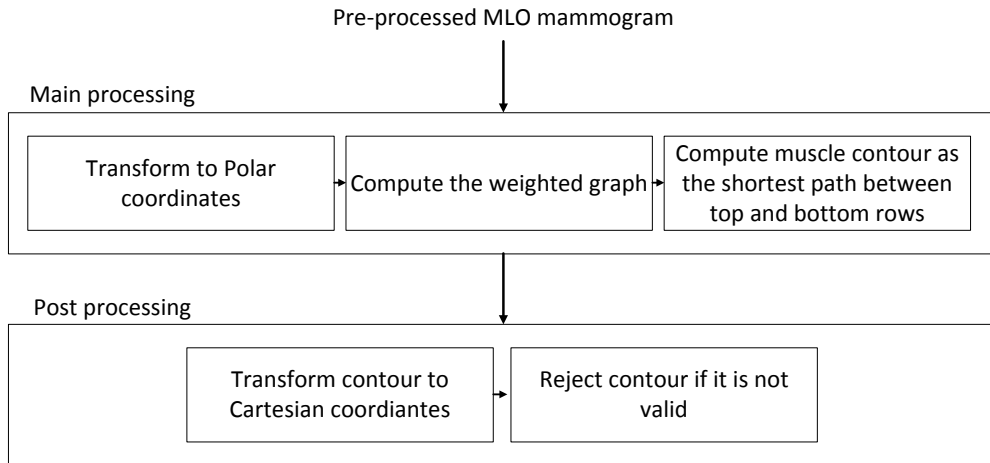 Pre-processed MLO mammogram
Main processing
Transform to Polar
coordinates
Compute the weighted graph
Compute muscle contour as
the shortest path between
top and bottom rows
Post processing
Transform contour to
Cartesian coordiantes
Reject contour if it is not
valid